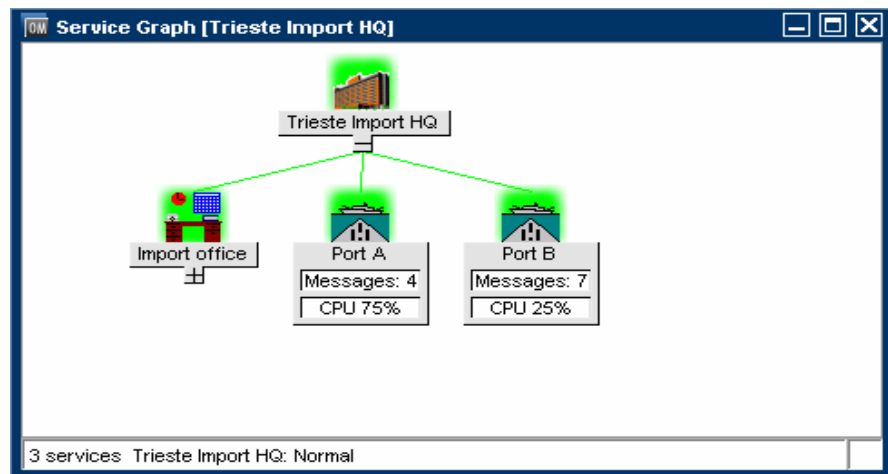 OM Service Graph [Trieste Import HQ]
Trieste Import HQ
Import office
Port A
Messages: 4
CPU 75%
Port B
Messages: 7
CPU 25%
3 services Trieste Import HQ: Normal